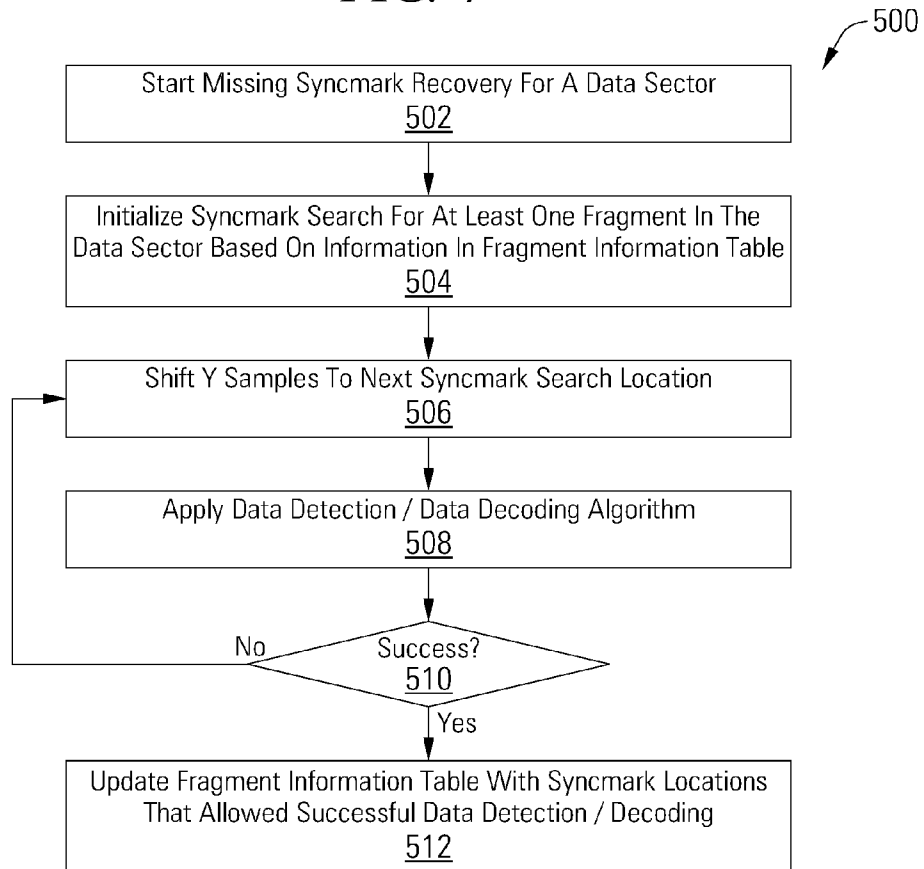 500
Start Missing Syncmark Recovery For A Data Sector
502
Initialize Syncmark Search For At Least One Fragment In The
Data Sector Based On Information In Fragment Information Table
504
Shift Y Samples To Next Syncmark Search Location
506
Apply Data Detection / Data Decoding Algorithm
508
No
Success?
510
Yes
Update Fragment Information Table With Syncmark Locations
That Allowed Successful Data Detection / Decoding
512